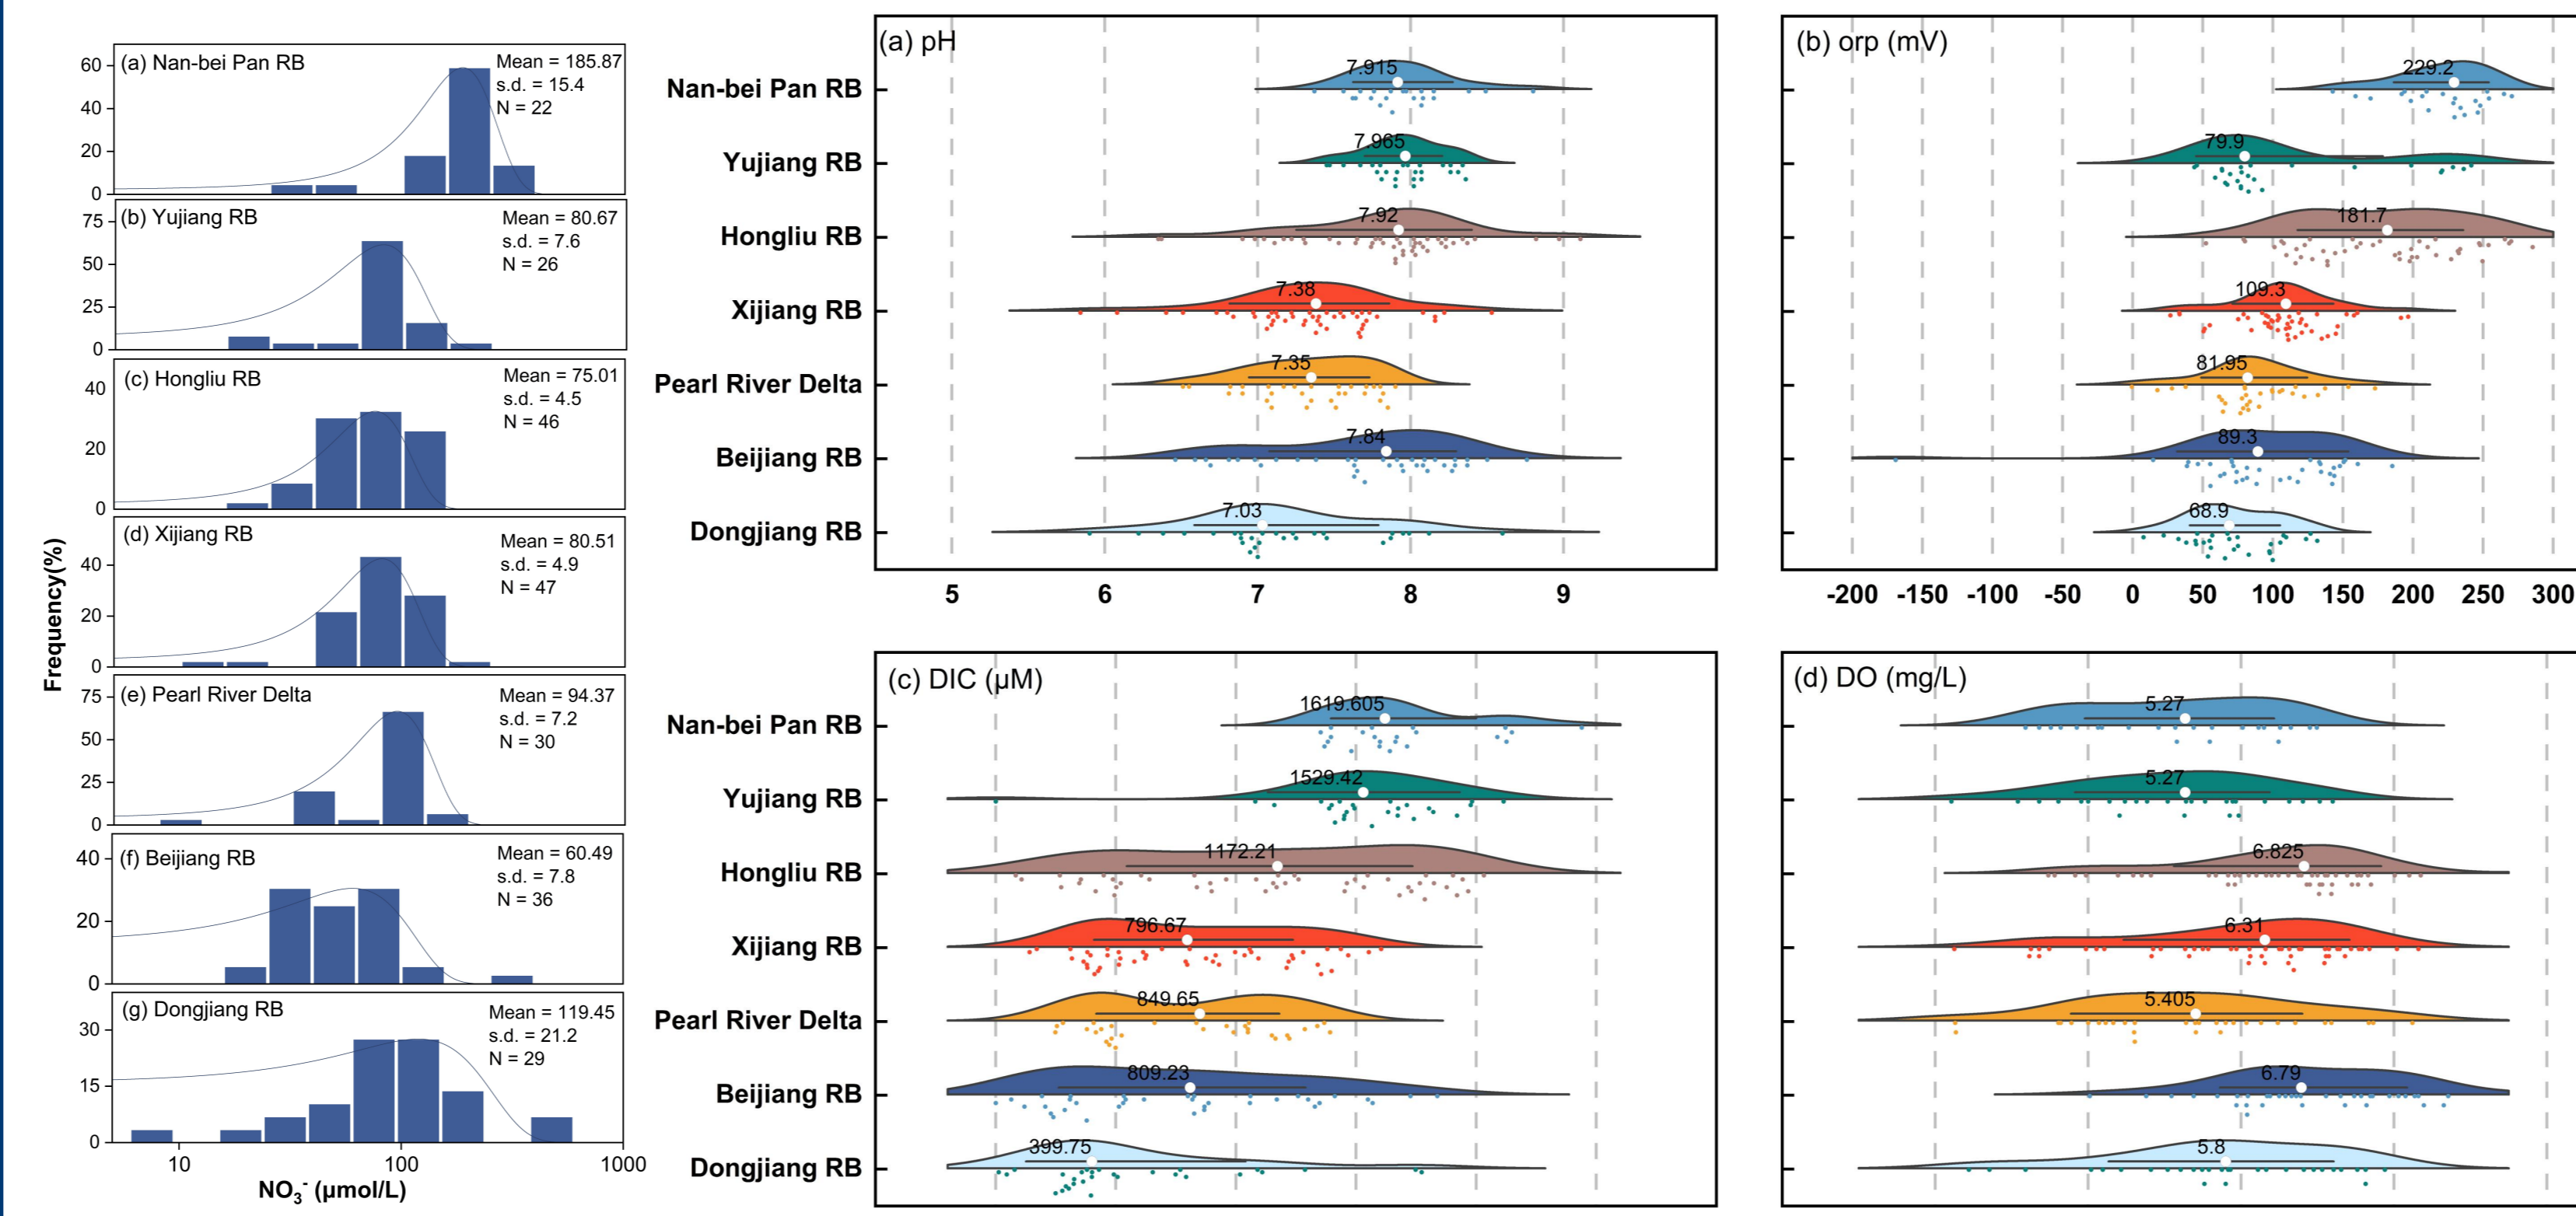 (a) Nan-bei Pan RB
Mean = 185.87
s.d. = 15.4
N = 22
60
40
20
0
(b) Yujiang RB
Mean = 80.67
s.d. = 7.6
N = 26
75
50
25
0
(c) Hongliu RB
Mean = 75.01
s.d. = 4.5
N = 46
40
20
0
(d) Xijiang RB
Mean = 80.51
s.d. = 4.9
N = 47
40
20
0
(e) Pearl River Delta
Mean = 94.37
s.d. = 7.2
N = 30
75
50
25
0
(f) Beijiang RB
Mean = 60.49
s.d. = 7.8
N = 36
40
20
0
(g) Dongjiang RB
Mean = 119.45
s.d. = 21.2
N = 29
30
15
0
10 100 1000
Frequency(%)
NO₃⁻ (μmol/L)
(a) pH
Nan-bei Pan RB 7.915
Yujiang RB 7.965
Hongliu RB 7.92
Xijiang RB 7.38
Pearl River Delta 7.35
Beijiang RB 7.84
Dongjiang RB 7.03
5 6 7 8 9
(b) orp (mV)
229.2
79.9
181.7
109.3
81.95
89.3
68.9
-200 -150 -100 -50 0 50 100 150 200 250 300
(c) DIC (μM)
Nan-bei Pan RB 1619.605
Yujiang RB 1529.42
Hongliu RB 1172.21
Xijiang RB 796.67
Pearl River Delta 849.65
Beijiang RB 809.23
Dongjiang RB 399.75
(d) DO (mg/L)
5.27
5.27
6.825
6.31
5.405
6.79
5.8